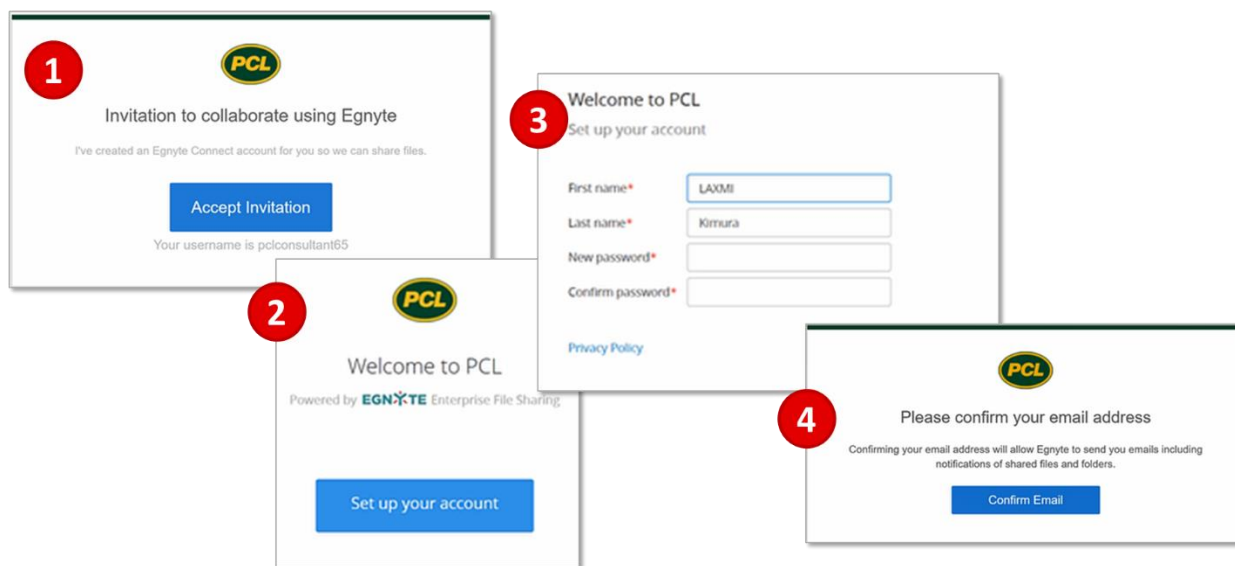 1
PCL
Invitation to collaborate using Egnyte
I've created an Egnyte Connect account for you so we can share files.
Accept Invitation
Your username is pclconsultant65
2
PCL
Welcome to PCL
Powered by EGNYTE Enterprise File Sharing
Set up your account
3
Welcome to PCL
Set up your account
First name* LAXMI
Last name* Kimura
New password*
Confirm password*
Privacy Policy
4
PCL
Please confirm your email address
Confirming your email address will allow Egnyte to send you emails including
notifications of shared files and folders.
Confirm Email